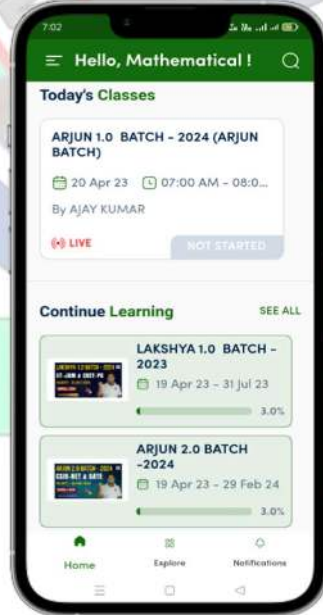 7:02
Hello, Mathematical !
Today's Classes
ARJUN 1.0 BATCH - 2024 (ARJUN
BATCH)
20 Apr 23 07:00 AM - 08:0...
By AJAY KUMAR
LIVE
NOT STARTED
Continue Learning SEE ALL
LAKSHYA 1.0 BATCH -
2023
19 Apr 23 - 31 Jul 23
3.0%
ARJUN 2.0 BATCH
-2024
19 Apr 23 - 29 Feb 24
3.0%
Home Explore Notifications